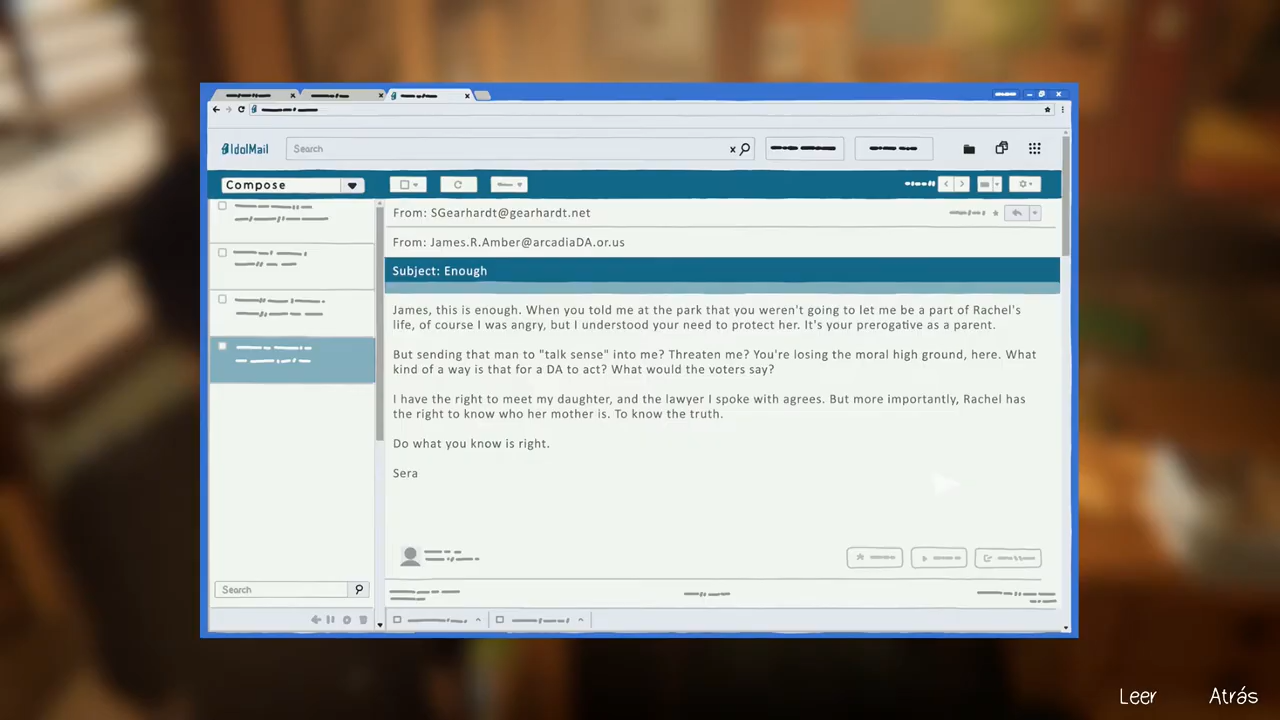 IdolMail
Search
Compose
From: SGearhardt@gearhardt.net
From: James.R.Amber@arcadiaDA.or.us
Subject: Enough
James, this is enough. When you told me at the park that you weren't going to let me be a part of Rachel's
life, of course I was angry, but I understood your need to protect her. It's your prerogative as a parent.
But sending that man to "talk sense" into me? Threaten me? You're losing the moral high ground, here. What
kind of a way is that for a DA to act? What would the voters say?
I have the right to meet my daughter, and the lawyer I spoke with agrees. But more importantly, Rachel has
the right to know who her mother is. To know the truth.
Do what you know is right.
Sera
Search
Leer Atrás